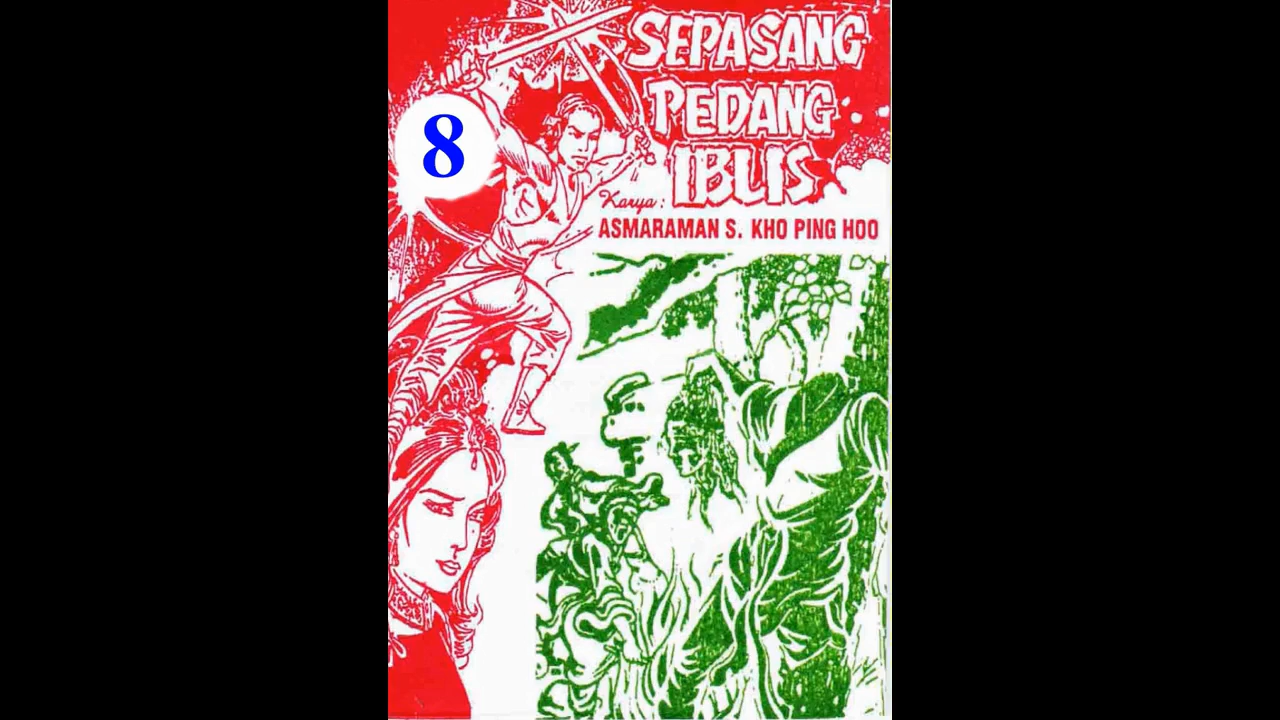 SEPASANG
PEDANG
IBLIS
8
Karya :
ASMARAMAN S. KHO PING HOO